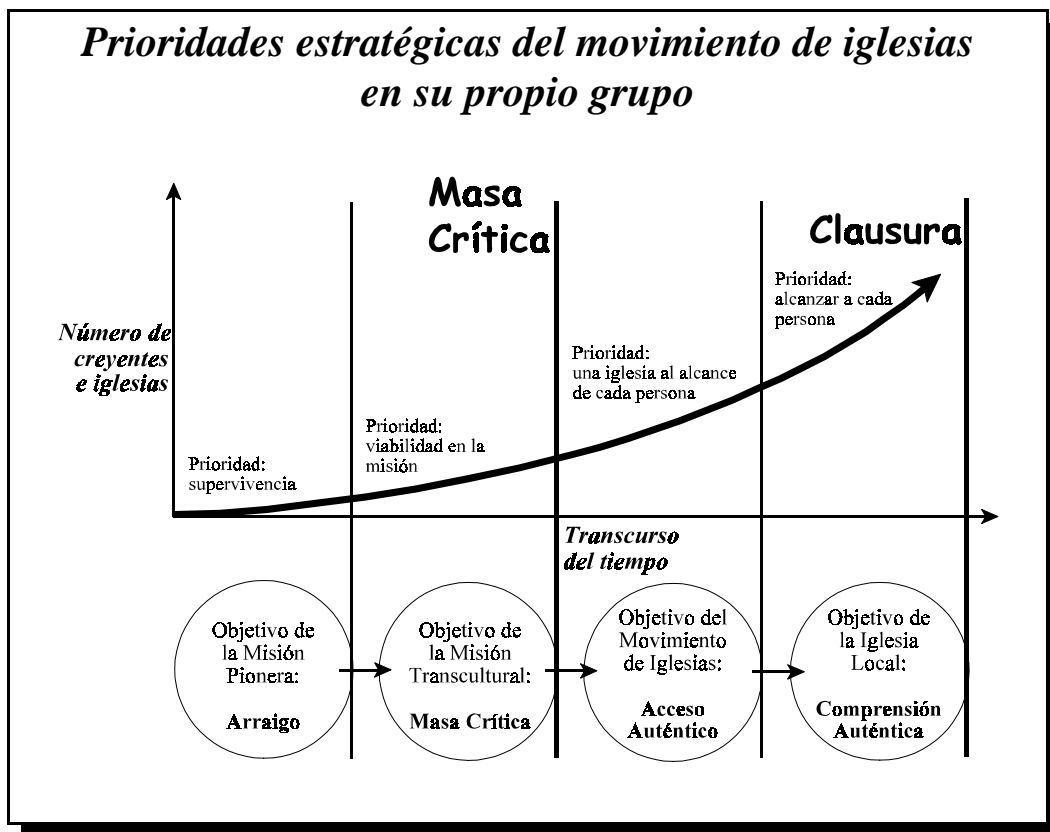 Prioridades estratégicas del movimiento de iglesias
en su propio grupo
Masa
Crítica
Clausura
Prioridad:
alcanzar a cada
persona
Número de
creyentes
e iglesias
Prioridad:
una iglesia al alcance
de cada persona
Prioridad:
viabilidad en la
misión
Prioridad:
supervivencia
Transcurso
del tiempo
Objetivo de
la Misión
Pionera:
Arraigo
Objetivo de
la Misión
Transcultural:
Masa Crítica
Objetivo del
Movimiento
de Iglesias:
Acceso
Auténtico
Objetivo de
la Iglesia
Local:
Comprensión
Auténtica